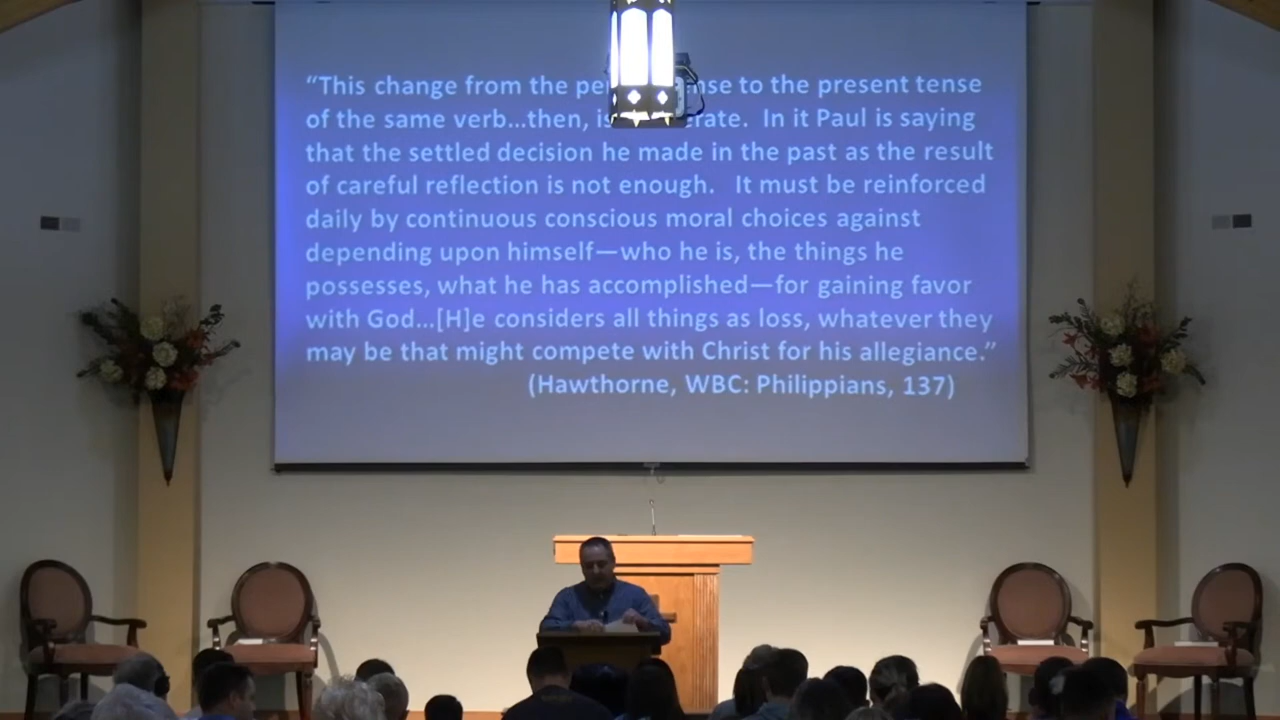 “This change from the to the present tense
of the same verb…then, is In it Paul is saying
that the settled decision he made in the past as the result
of careful reflection is not enough. It must be reinforced
daily by continuous conscious moral choices against
depending upon himself—who he is, the things he
possesses, what he has accomplished—for gaining favor
with God…[H]e considers all things as loss, whatever they
may be that might compete with Christ for his allegiance.”
(Hawthorne, WBC: Philippians, 137)